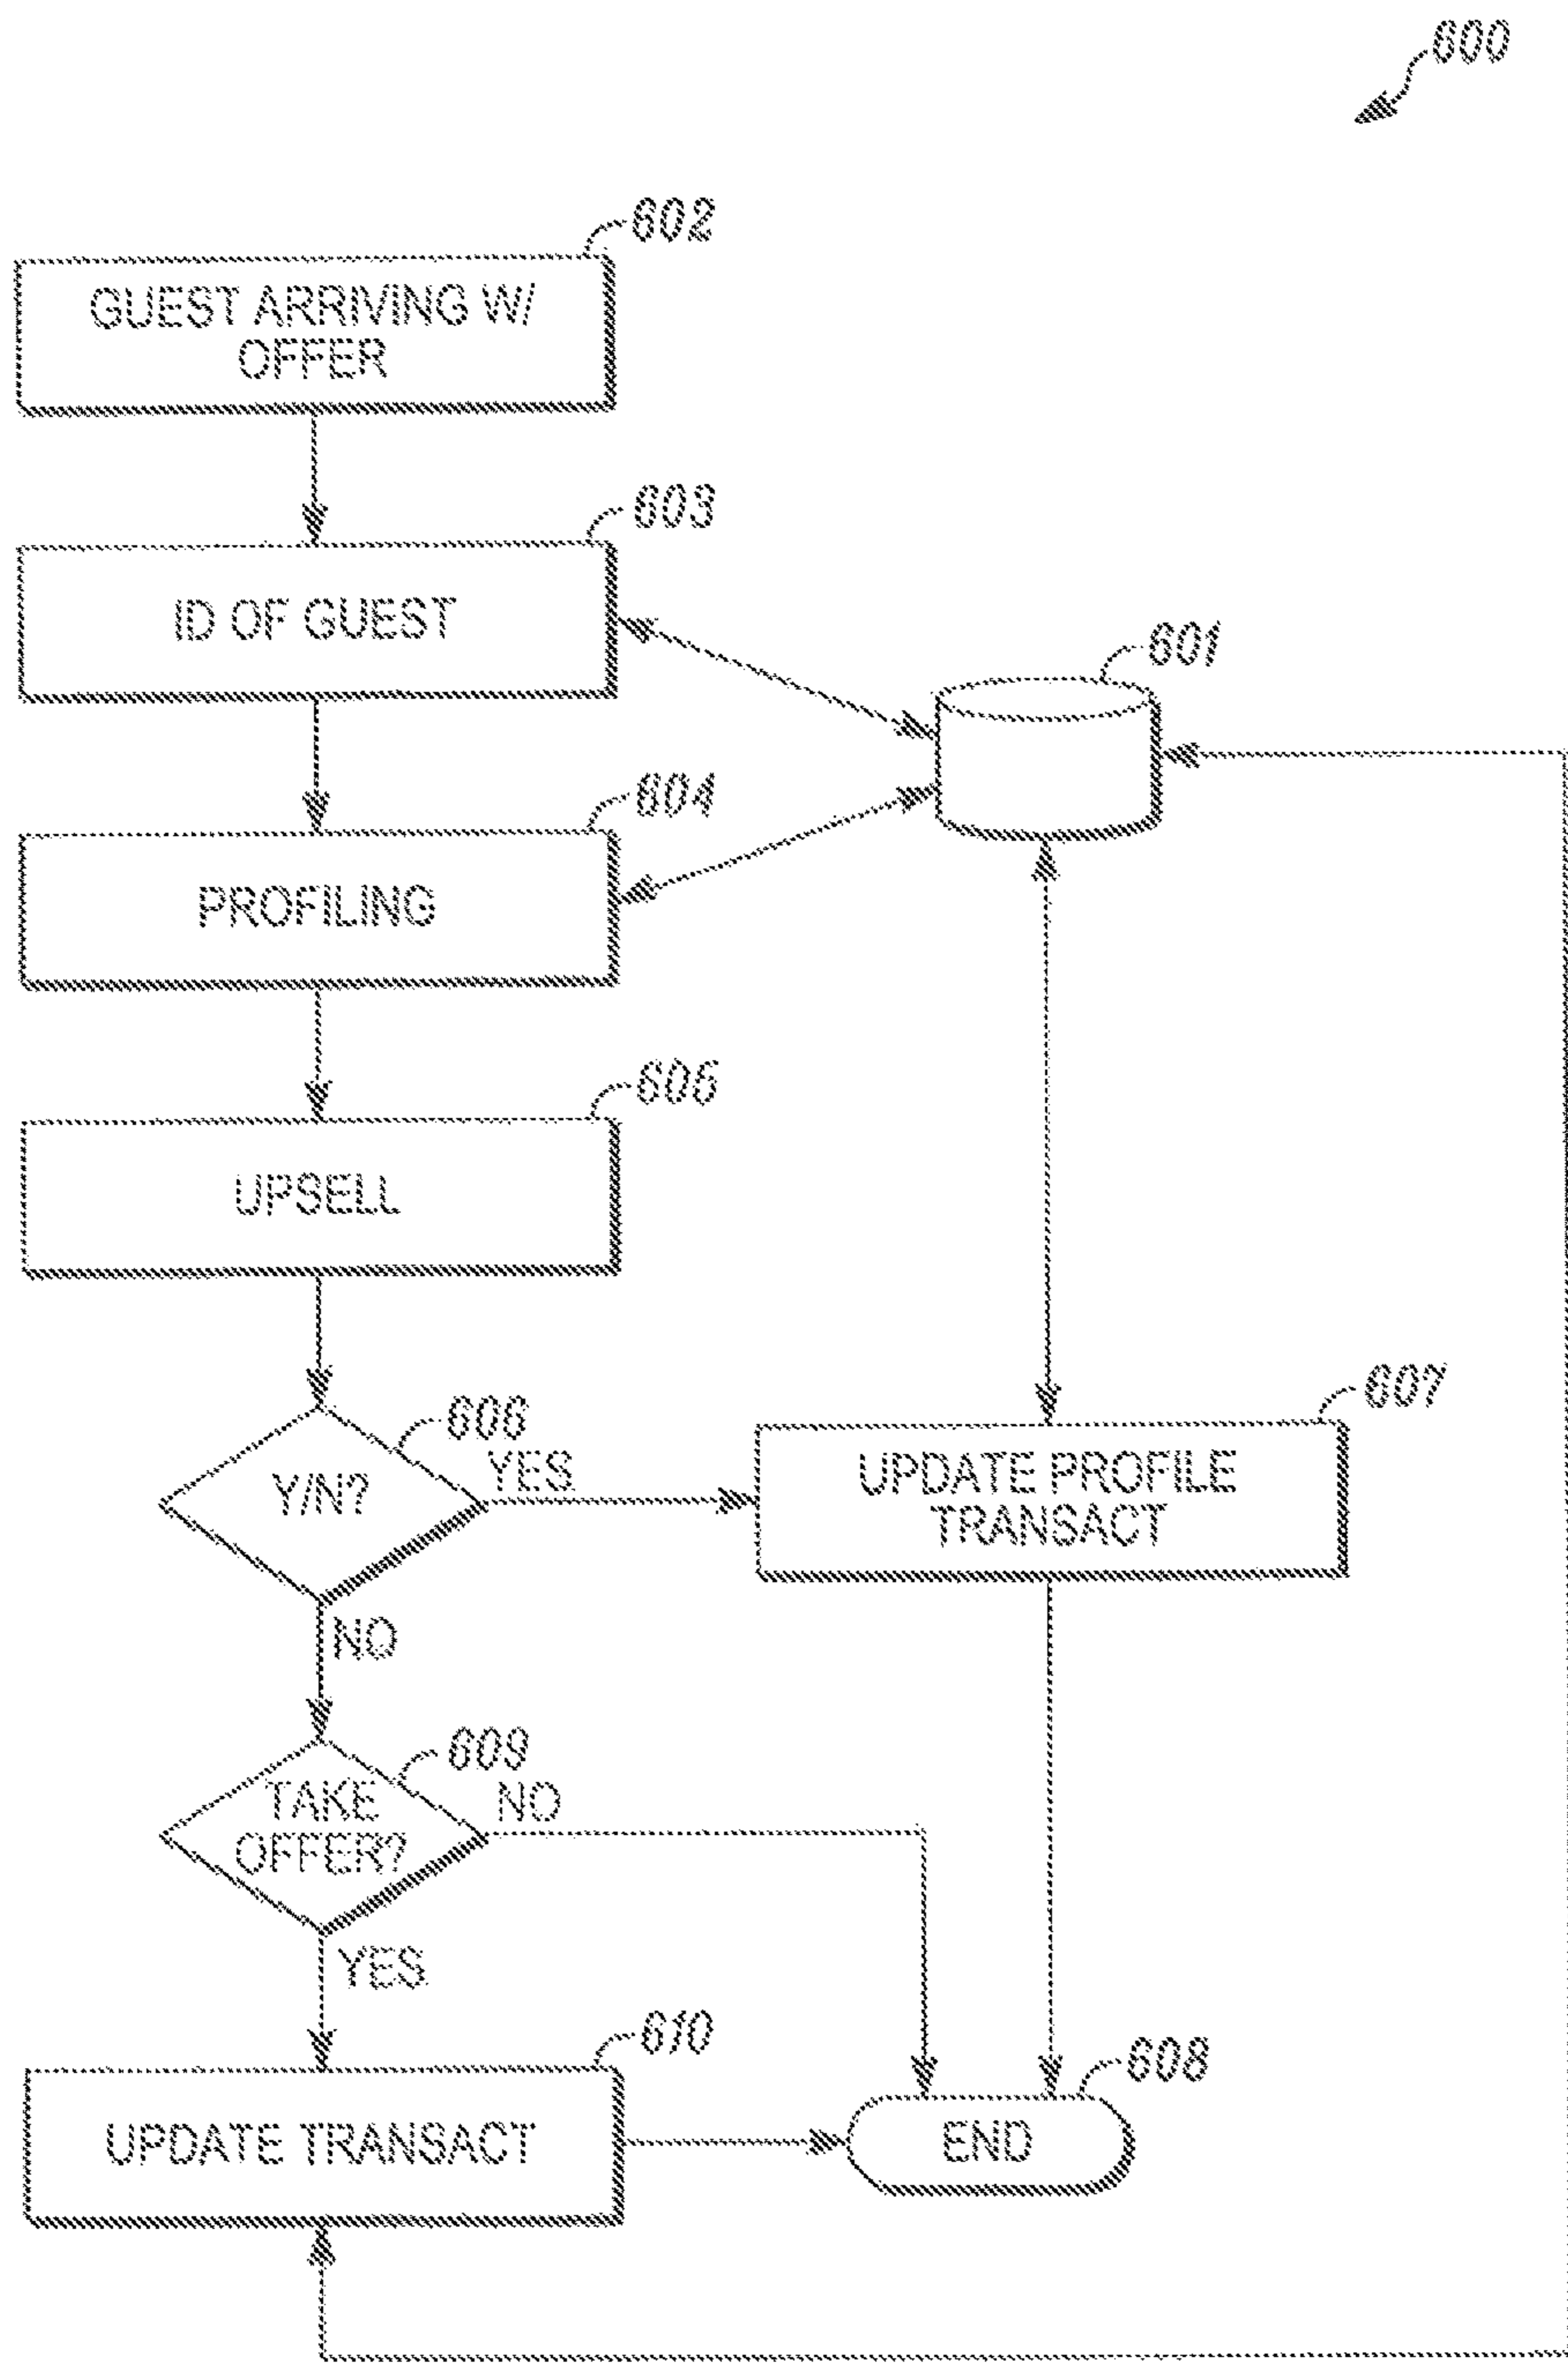 600
602
GUEST ARRIVING W/
OFFER
603
ID OF GUEST
601
604
PROFILING
605
UPSELL
606
Y/N?
YES
607
UPDATE PROFILE
TRANSACT
NO
609
TAKE
OFFER?
NO
YES
610
UPDATE TRANSACT
608
END